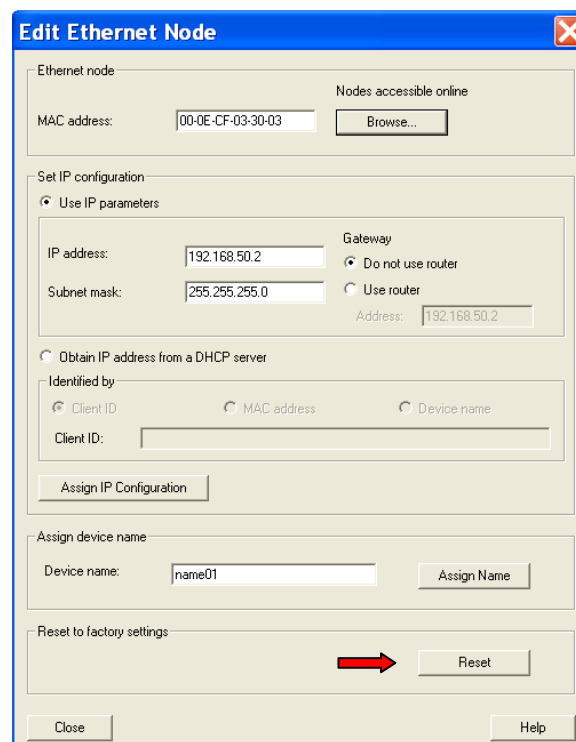 Edit Ethernet Node
Ethernet node
Nodes accessible online
MAC address:
00-0E-CF-03-30-03
Browse...
Set IP configuration
Use IP parameters
Gateway
IP address:
192.168.50.2
Do not use router
Subnet mask:
255.255.255.0
Use router
Address:
192.168.50.2
Obtain IP address from a DHCP server
Identified by
Client ID
MAC address
Device name
Client ID:
Assign IP Configuration
Assign device name
Device name:
name01
Assign Name
Reset to factory settings
Reset
Close
Help